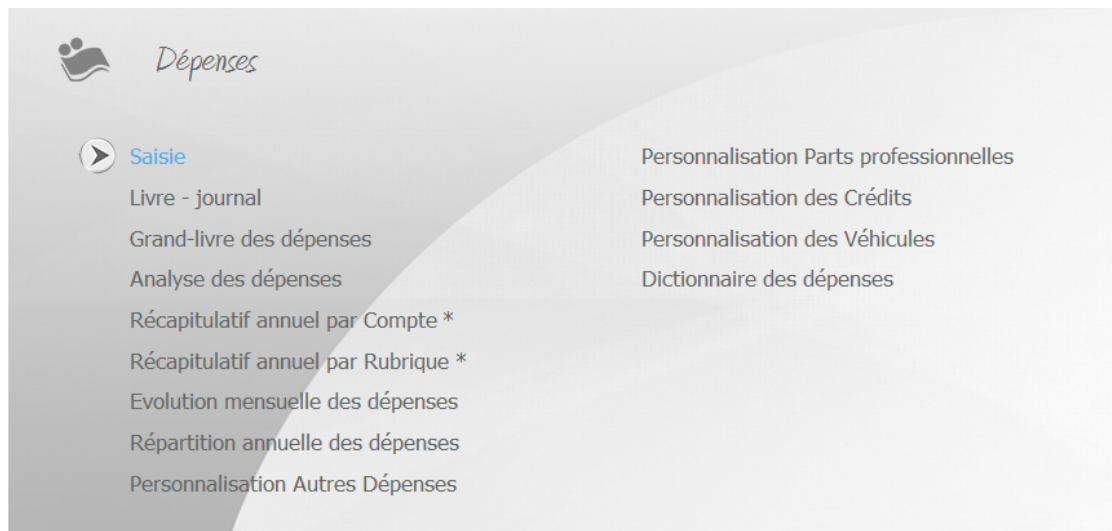 Dépenses
Saisie
Livre - journal
Grand-livre des dépenses
Analyse des dépenses
Récapitulatif annuel par Compte *
Récapitulatif annuel par Rubrique *
Evolution mensuelle des dépenses
Répartition annuelle des dépenses
Personnalisation Autres Dépenses
Personnalisation Parts professionnelles
Personnalisation des Crédits
Personnalisation des Véhicules
Dictionnaire des dépenses